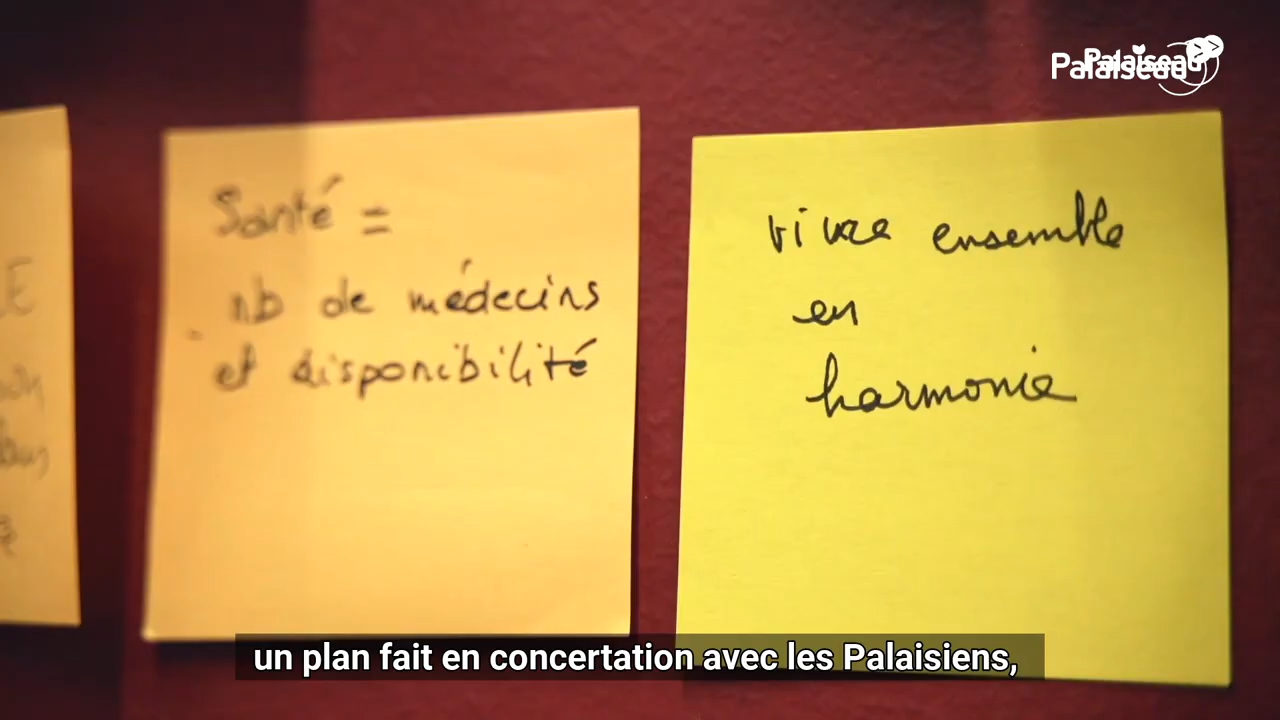 Palaiseau
Palaiseau
Santé =
nb de médecins
et disponibilité
vivre ensemble
en
harmonie
un plan fait en concertation avec les Palaisiens,